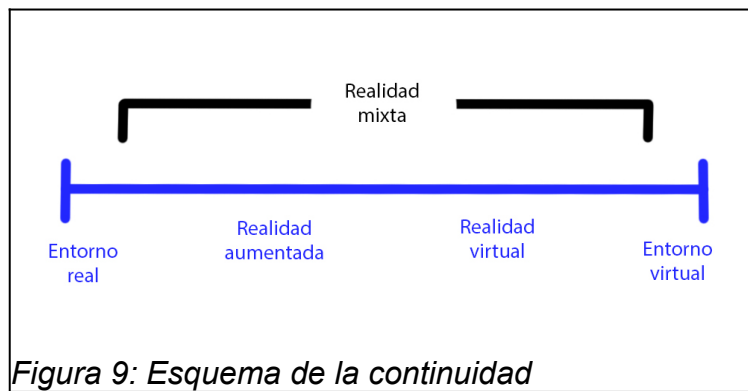 Realidad
mixta
Realidad
aumentada
Realidad
virtual
Entorno
real
Entorno
virtual
Figura 9: Esquema de la continuidad